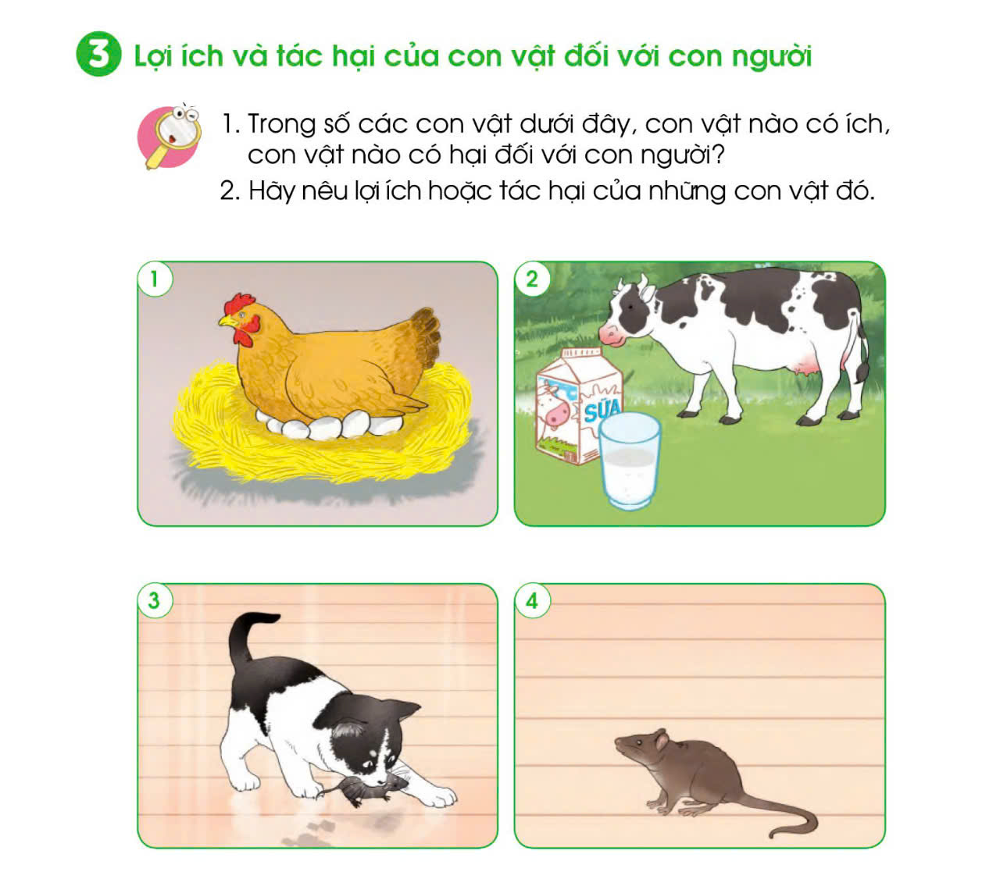 3 Lợi ích và tác hại của con vật đối với con người
1. Trong số các con vật dưới đây, con vật nào có ích,
con vật nào có hại đối với con người?
2. Hãy nêu lợi ích hoặc tác hại của những con vật đó.
1
2
SỮA
3
4